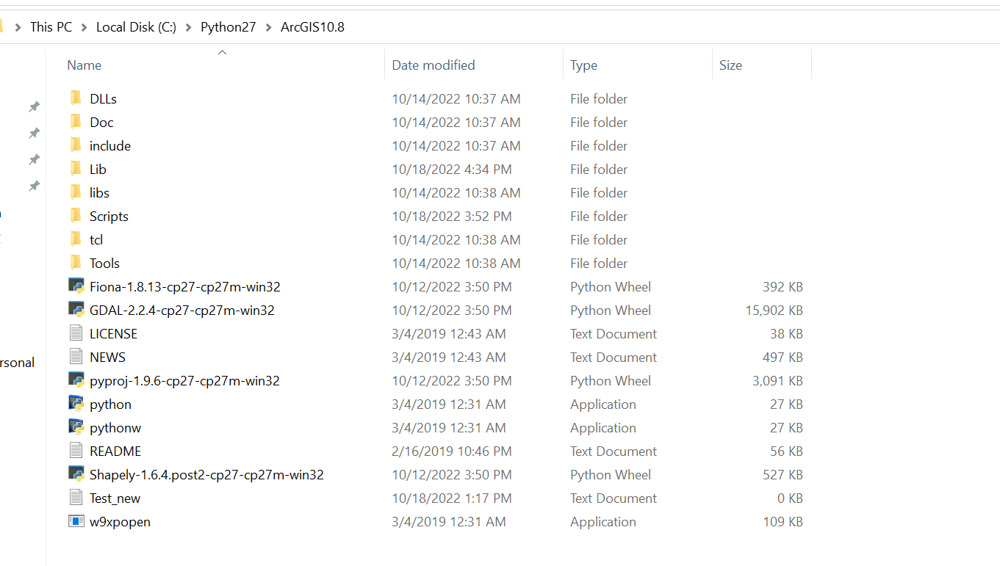 This PC > Local Disk (C:) > Python27 > ArcGIS10.8
Name Date modified Type Size
DLLs 10/14/2022 10:37 AM File folder
Doc 10/14/2022 10:37 AM File folder
include 10/14/2022 10:37 AM File folder
Lib 10/18/2022 4:34 PM File folder
libs 10/14/2022 10:38 AM File folder
Scripts 10/18/2022 3:52 PM File folder
tcl 10/14/2022 10:38 AM File folder
Tools 10/14/2022 10:38 AM File folder
Fiona-1.8.13-cp27-cp27m-win32 10/12/2022 3:50 PM Python Wheel 392 KB
GDAL-2.2.4-cp27-cp27m-win32 10/12/2022 3:50 PM Python Wheel 15,902 KB
LICENSE 3/4/2019 12:43 AM Text Document 38 KB
NEWS 3/4/2019 12:43 AM Text Document 497 KB
rsonal
pyproj-1.9.6-cp27-cp27m-win32 10/12/2022 3:50 PM Python Wheel 3,091 KB
python 3/4/2019 12:31 AM Application 27 KB
pythonw 3/4/2019 12:31 AM Application 27 KB
README 2/16/2019 10:46 PM Text Document 56 KB
Shapely-1.6.4.post2-cp27-cp27m-win32 10/12/2022 3:50 PM Python Wheel 527 KB
Test_new 10/18/2022 1:17 PM Text Document 0 KB
w9xpopen 3/4/2019 12:31 AM Application 109 KB